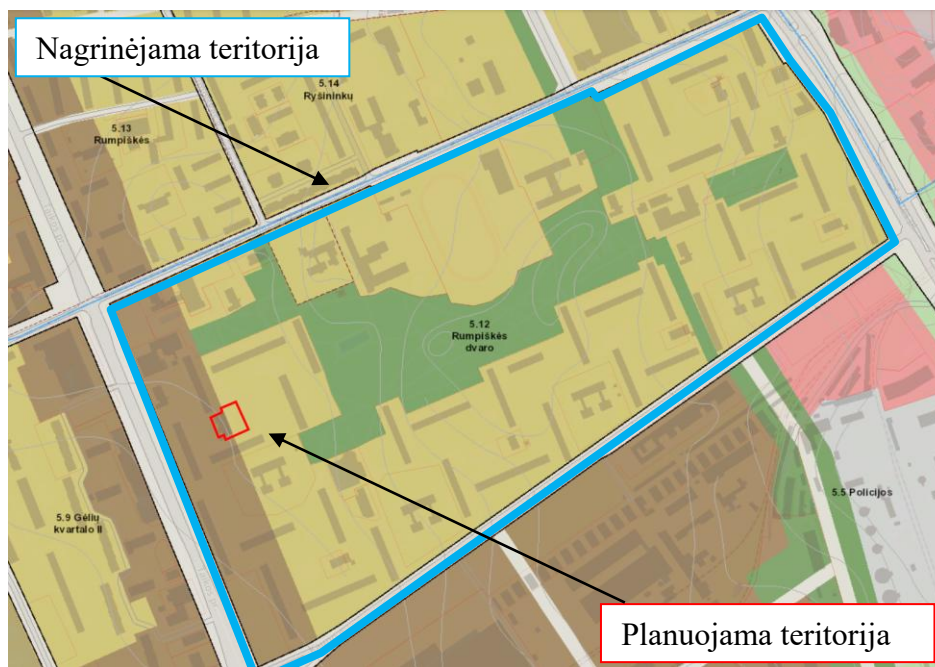 Nagrinėjama teritorija
5.14
Ryšininkų
5.13
Rumpiškės
5.12
Rumpiškės
dvaro
5.9 Gėlių
kvartalo II
5.5 Policijos
Planuojama teritorija